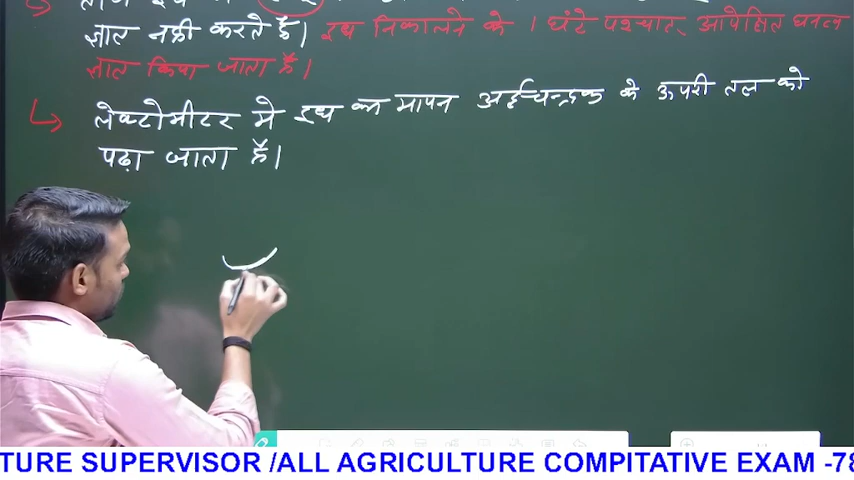 ज्ञात नही करते हैं। दूध निकालने के 1 घंटे पश्चात, आपेक्षित घनत्व
ज्ञात किया जाता है।
↳ लेक्टोमीटर मे दूध का मापन अर्द्धचन्द्रक के ऊपरी तल को
पढ़ा जाता है।
TURE SUPERVISOR /ALL AGRICULTURE COMPITATIVE EXAM -78